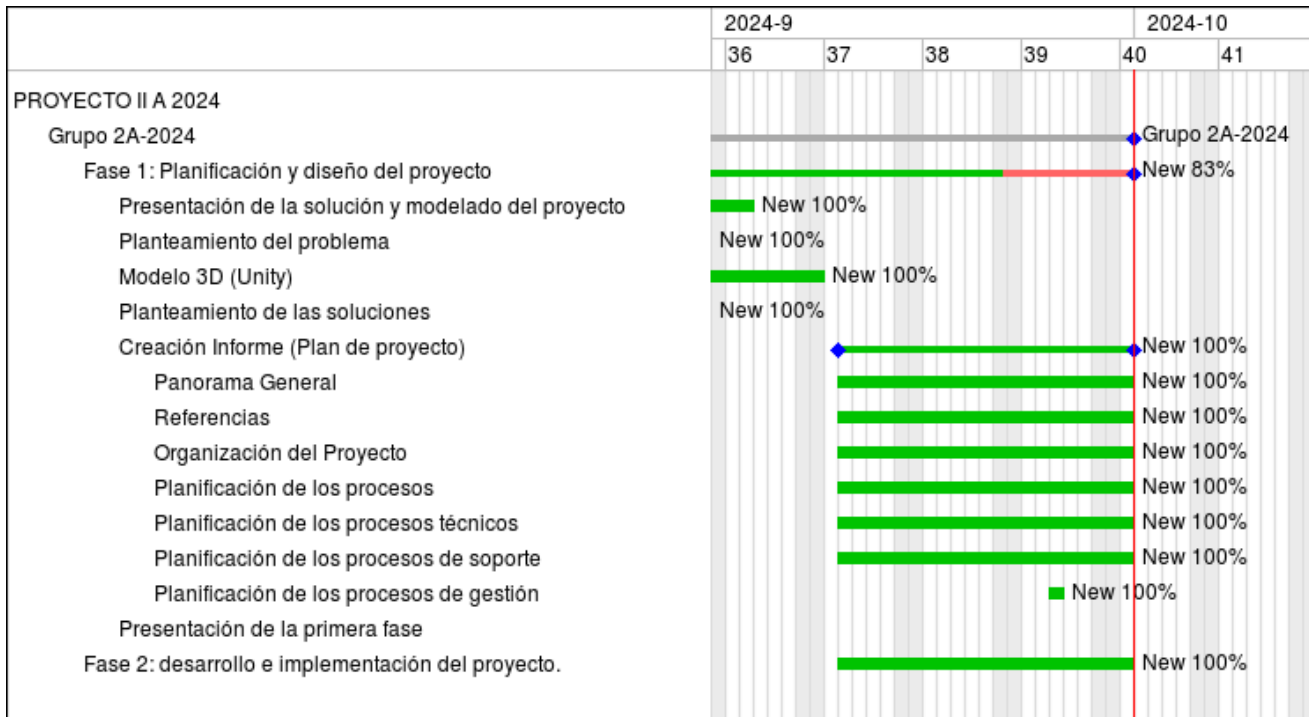 2024-9 2024-10
36 37 38 39 40 41
PROYECTO II A 2024
Grupo 2A-2024 Grupo 2A-2024
Fase 1: Planificación y diseño del proyecto New 83%
Presentación de la solución y modelado del proyecto New 100%
Planteamiento del problema New 100%
Modelo 3D (Unity) New 100%
Planteamiento de las soluciones New 100%
Creación Informe (Plan de proyecto) New 100%
Panorama General New 100%
Referencias New 100%
Organización del Proyecto New 100%
Planificación de los procesos New 100%
Planificación de los procesos técnicos New 100%
Planificación de los procesos de soporte New 100%
Planificación de los procesos de gestión New 100%
Presentación de la primera fase
Fase 2: desarrollo e implementación del proyecto. New 100%